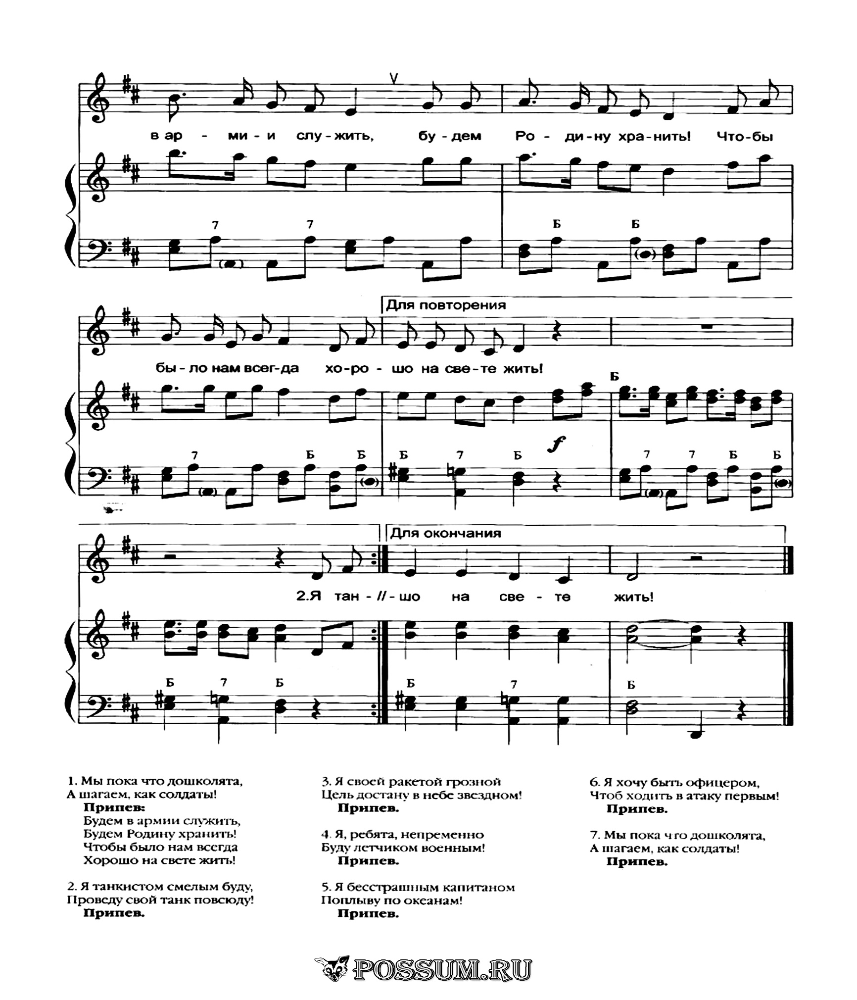 V
в ар - ми - и слу - жить, бу - дем Ро - ди - ну хра - нить! Что - бы
7 7 Б Б
Для повторения
бы - ло нам всег - да хо - ро - шо на све - те жить!
Б
f
7 Б Б Б 7 Б 7 7 Б Б
Для окончания
2.Я тан - // - шо на све - те жить!
Б 7 Б Б 7 Б
1. Мы пока что дошколята,
А шагаем, как солдаты!
Припев:
Будем в армии служить,
Будем Родину хранить!
Чтобы было нам всегда
Хорошо на свете жить!
2. Я танкистом смелым буду,
Проведу свой танк повсюду!
Припев.
3. Я своей ракетой грозной
Цель достану в небе звездном!
Припев.
4. Я, ребята, непременно
Буду летчиком военным!
Припев.
5. Я бесстрашным капитаном
Поплыву по океанам!
Припев.
6. Я хочу быть офицером,
Чтоб ходить в атаку первым!
Припев.
7. Мы пока что дошколята,
А шагаем, как солдаты!
Припев.
POSSUM.RU